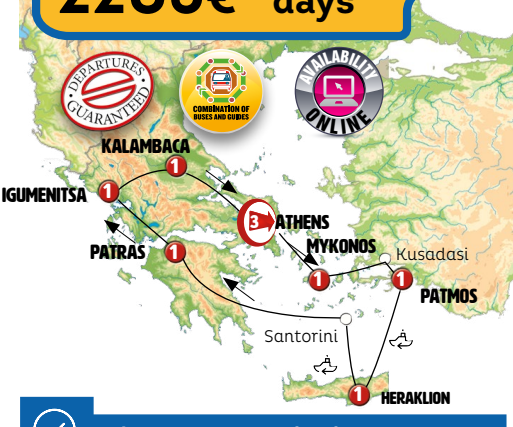 2200€
days
DEPARTURES
GUARANTEED
COMBINATION OF
BUSES AND GUIDES
AVAILABILITY
ONLINE
KALAMBACA
1
IGUMENITSA
1
3
ATHENS
PATRAS
1
MYKONOS
1
Kusadasi
1
PATMOS
Santorini
1
HERAKLION